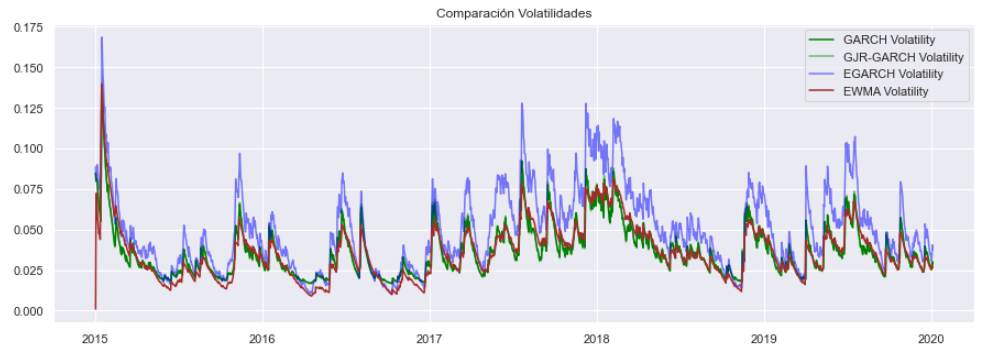 Comparación Volatilidades
0.175
0.150
0.125
0.100
0.075
0.050
0.025
0.000
GARCH Volatility
GJR-GARCH Volatility
EGARCH Volatility
EWMA Volatility
2015 2016 2017 2018 2019 2020